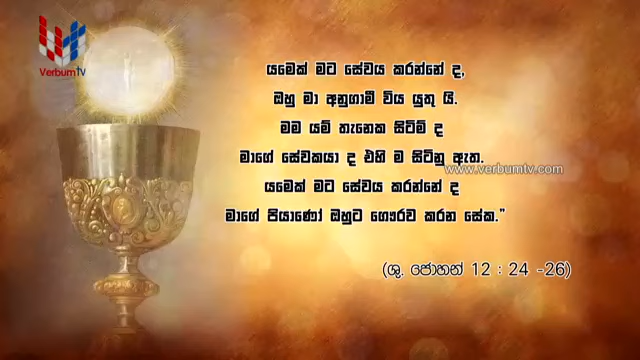 VerbumTV
යමෙක් මට සේවය කරන්නේ ද,
ඔහු මා අනුගාමී විය යුතු යි.
මම යම් තැනෙක සිටිම් ද
මාගේ සේවකයා ද එහි ම සිටිනු ඇත.
www.verbumtv.com
යමෙක් මට සේවය කරන්නේ ද
මාගේ පියාණෝ ඔහුට ගෞරව කරන සේක.”
(ශු. ජොහන් 12 : 24 -26)